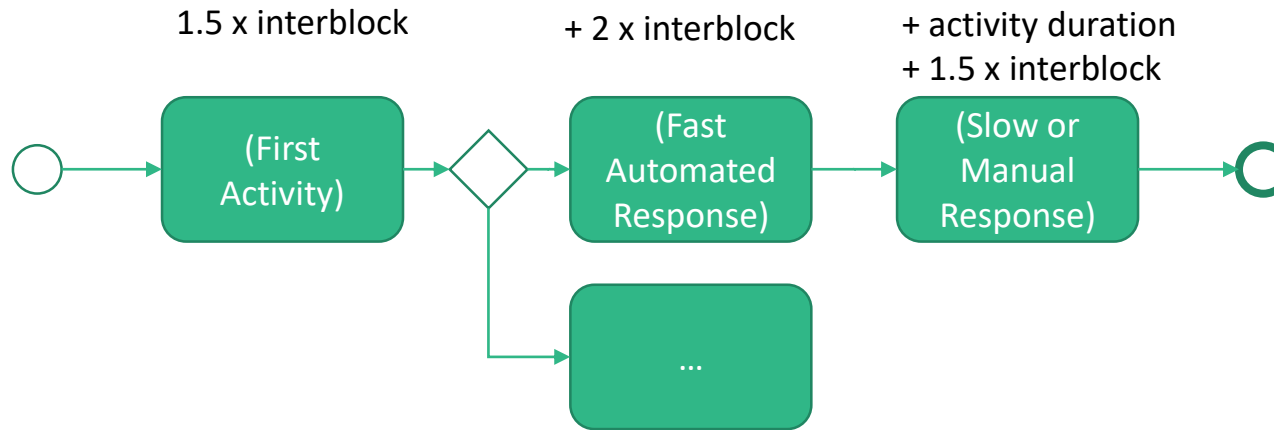 1.5 x interblock
+ 2 x interblock
+ activity duration
+ 1.5 x interblock
(First
Activity)
(Fast
Automated
Response)
(Slow or
Manual
Response)
...